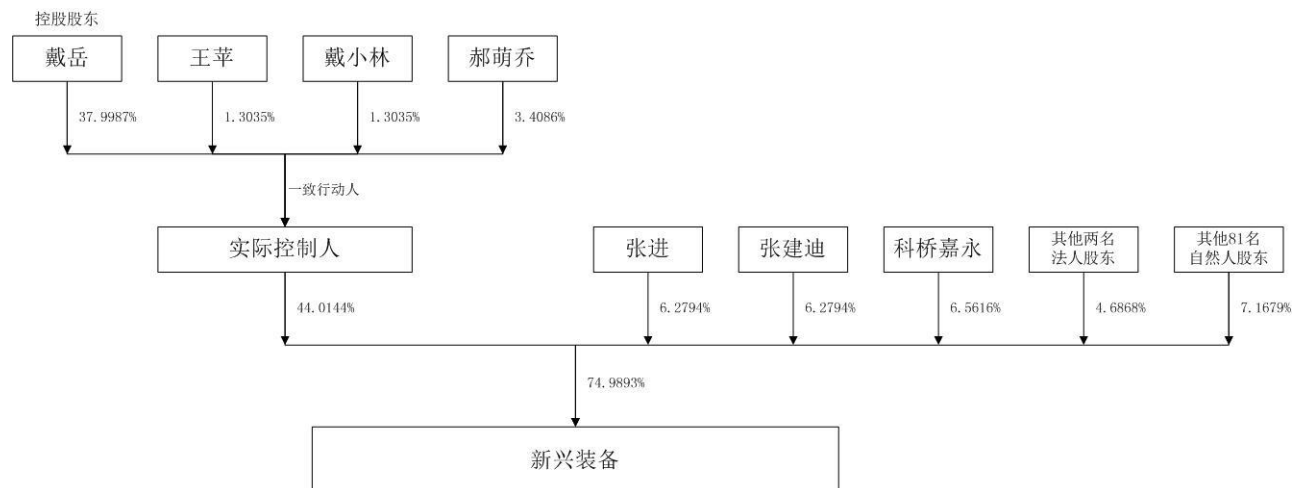 控股股东
戴岳
王苹
戴小林
郝萌乔
37.9987%
1.3035%
1.3035%
3.4086%
一致行动人
实际控制人
张进
张建迪
科桥嘉永
其他两名
法人股东
其他81名
自然人股东
44.0144%
6.2794%
6.2794%
6.5616%
4.6868%
7.1679%
74.9893%
新兴装备